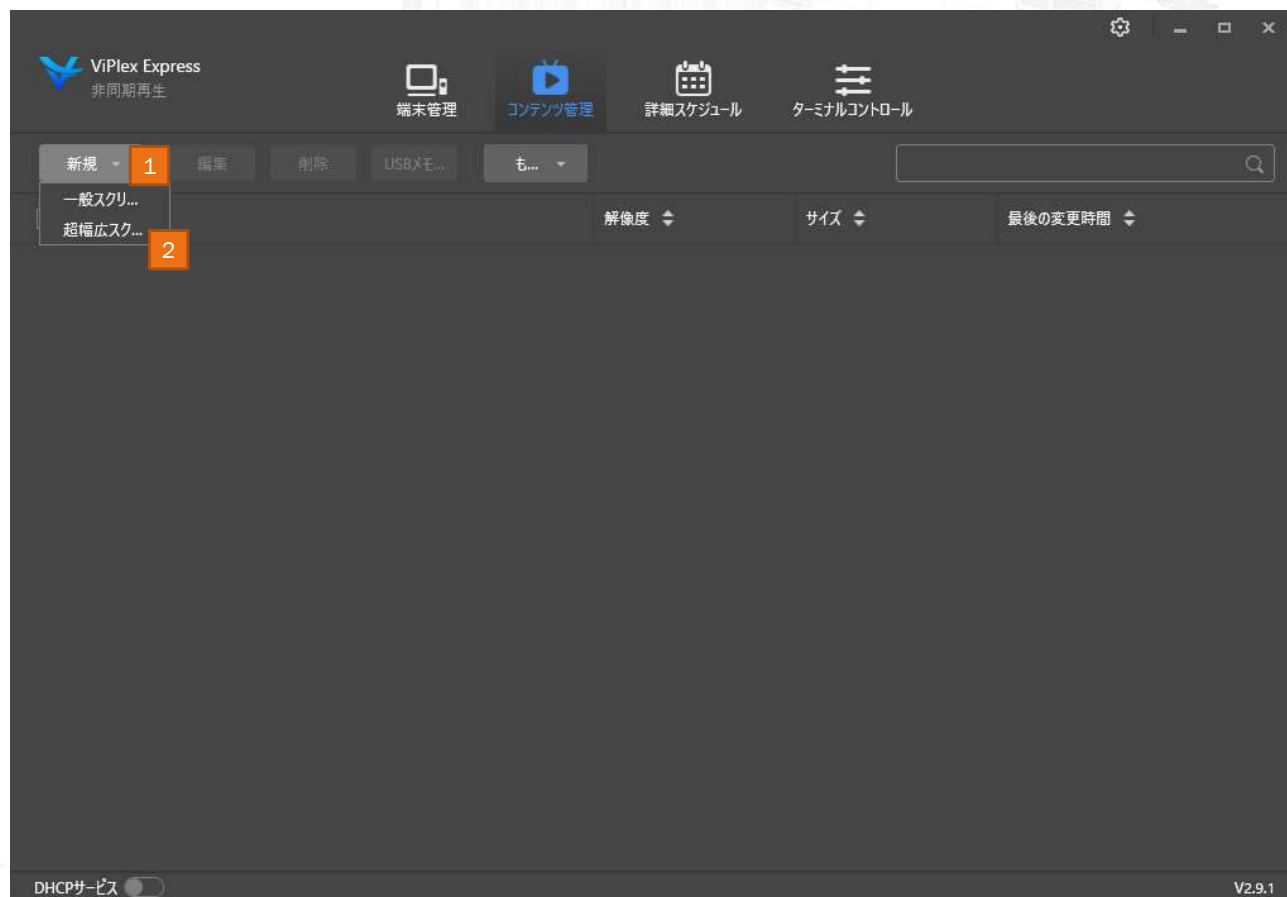 ViPlex Express
非同期再生
端末管理
コンテンツ管理
詳細スケジュール
ターミナルコントロール
新規
1
編集
削除
USBメモ...
も...
一般スクリ...
超幅広スク...
2
解像度
サイズ
最後の変更時間
DHCPサービス
V2.9.1